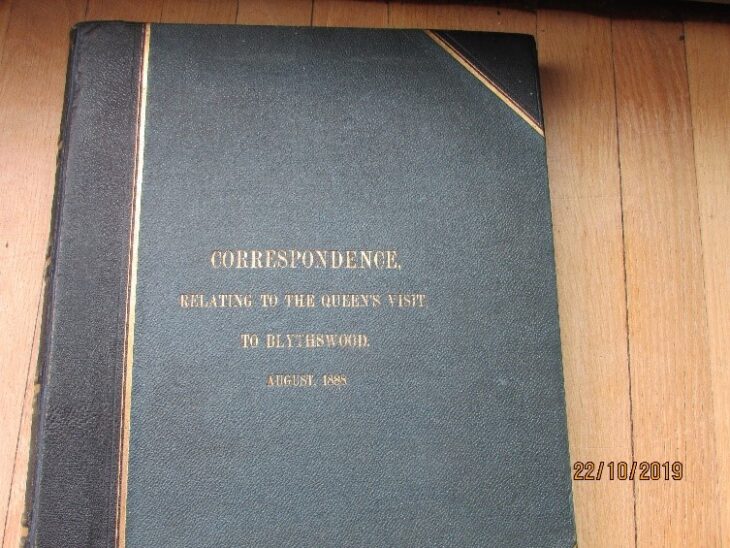 CORRESPONDENCE,
RELATING TO THE QUEEN'S VISIT
TO BLYTHSWOOD.
AUGUST, 1888
22/10/2019